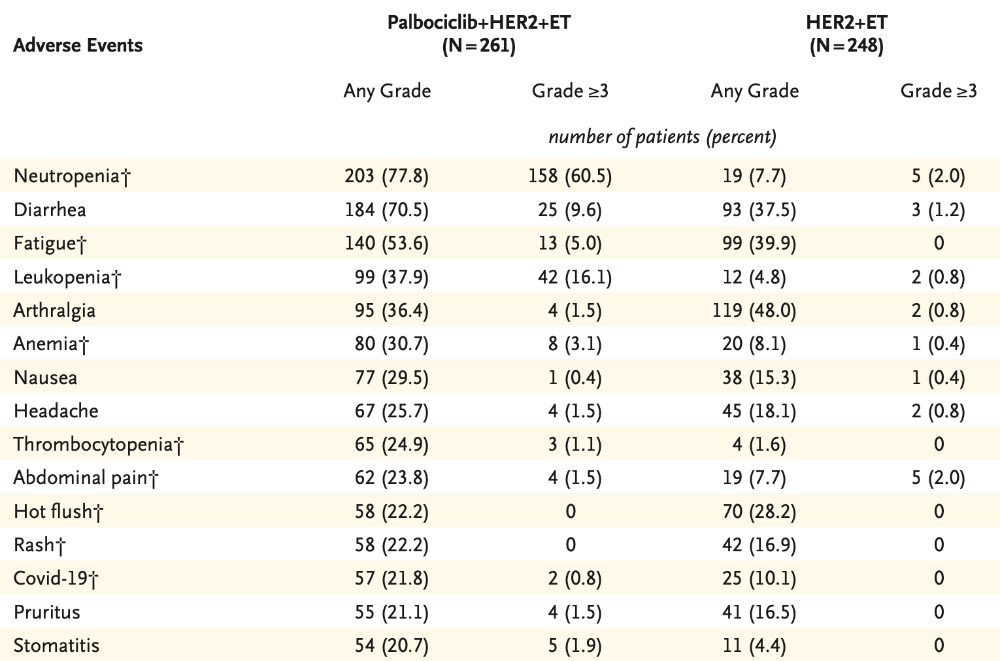 Palbociclib+HER2+ET HER2+ET
Adverse Events (N=261) (N=248)
Any Grade Grade ≥3 Any Grade Grade ≥3
number of patients (percent)
Neutropenia† 203 (77.8) 158 (60.5) 19 (7.7) 5 (2.0)
Diarrhea 184 (70.5) 25 (9.6) 93 (37.5) 3 (1.2)
Fatigue† 140 (53.6) 13 (5.0) 99 (39.9) 0
Leukopenia† 99 (37.9) 42 (16.1) 12 (4.8) 2 (0.8)
Arthralgia 95 (36.4) 4 (1.5) 119 (48.0) 2 (0.8)
Anemia† 80 (30.7) 8 (3.1) 20 (8.1) 1 (0.4)
Nausea 77 (29.5) 1 (0.4) 38 (15.3) 1 (0.4)
Headache 67 (25.7) 4 (1.5) 45 (18.1) 2 (0.8)
Thrombocytopenia† 65 (24.9) 3 (1.1) 4 (1.6) 0
Abdominal pain† 62 (23.8) 4 (1.5) 19 (7.7) 5 (2.0)
Hot flush† 58 (22.2) 0 70 (28.2) 0
Rash† 58 (22.2) 0 42 (16.9) 0
Covid-19† 57 (21.8) 2 (0.8) 25 (10.1) 0
Pruritus 55 (21.1) 4 (1.5) 41 (16.5) 0
Stomatitis 54 (20.7) 5 (1.9) 11 (4.4) 0